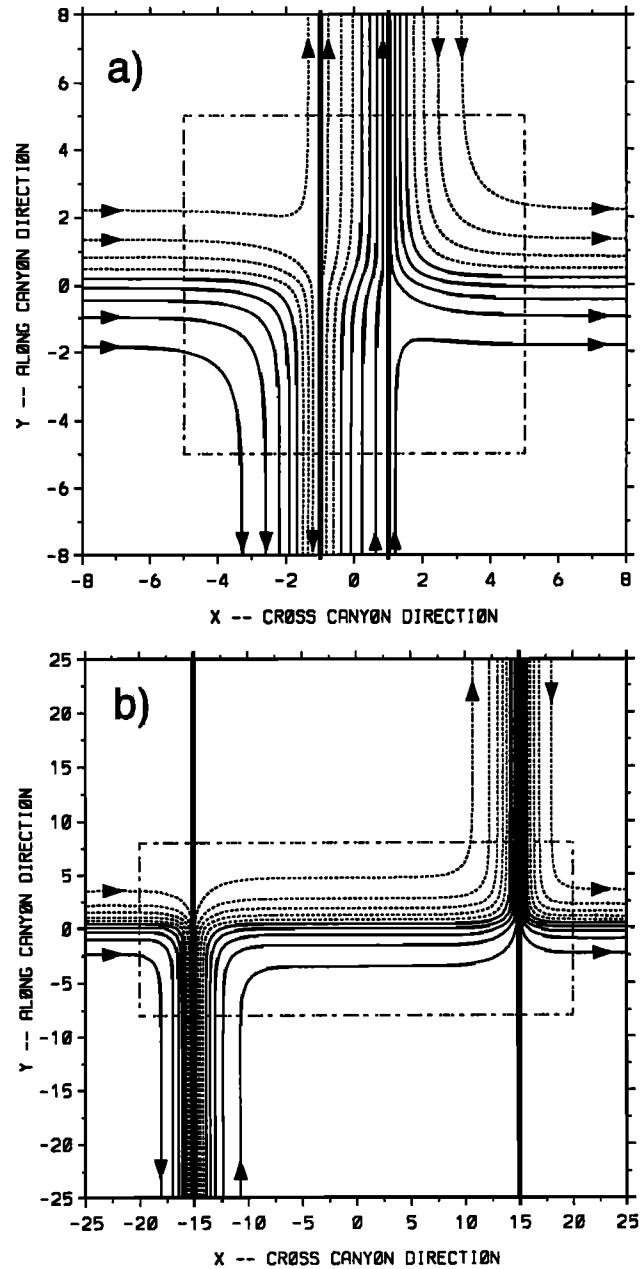 a)
8
6
4
2
0
-2
-4
-6
-8
Y -- ALØNG CANYØN DIRECTIØN
-8 -6 -4 -2 0 2 4 6 8
X -- CRØSS CANYØN DIRECTIØN
b)
25
20
15
10
5
0
-5
-10
-15
-20
-25
Y -- ALØNG CANYØN DIRECTIØN
-25 -20 -15 -10 -5 0 5 10 15 20 25
X -- CRØSS CANYØN DIRECTIØN